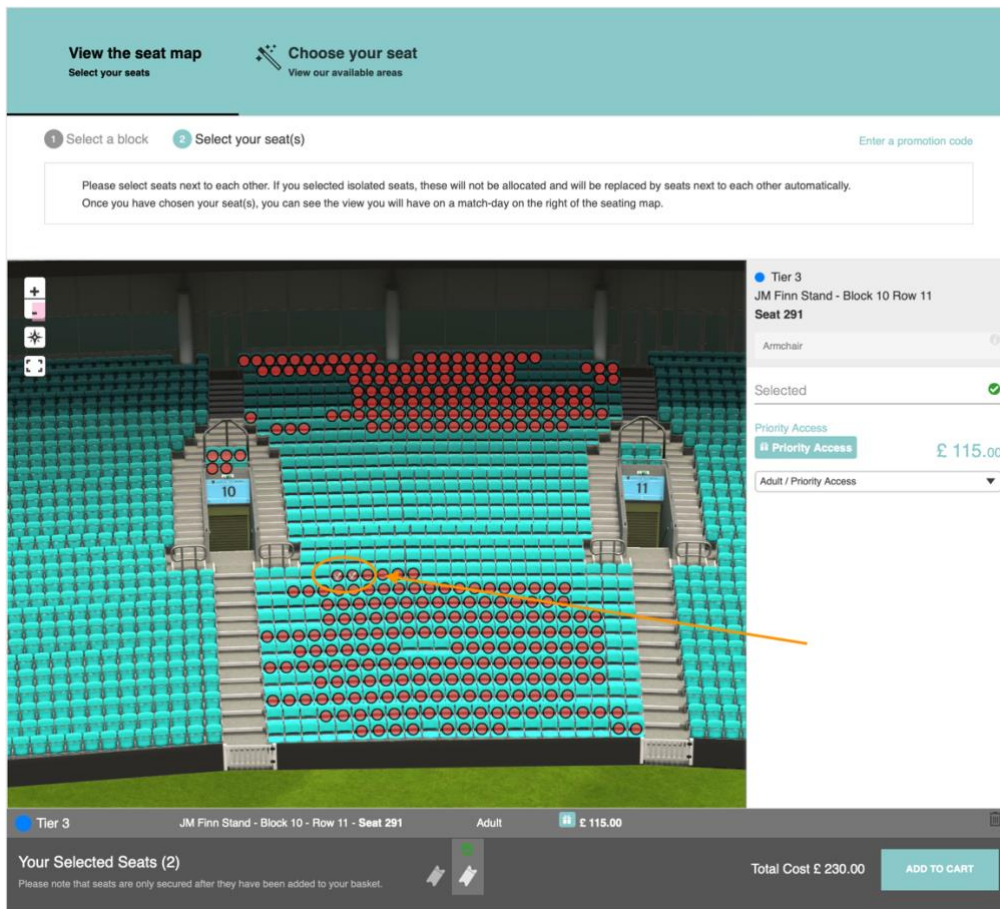 View the seat map
Select your seats
Choose your seat
View our available areas
1 Select a block
2 Select your seat(s)
Enter a promotion code
Please select seats next to each other. If you selected isolated seats, these will not be allocated and will be replaced by seats next to each other automatically.
Once you have chosen your seat(s), you can see the view you will have on a match-day on the right of the seating map.
+
-
10
11
Tier 3
JM Finn Stand - Block 10 Row 11
Seat 291
Armchair
Selected
Priority Access
Priority Access
£ 115.00
Adult / Priority Access
Tier 3 JM Finn Stand - Block 10 - Row 11 - Seat 291 Adult £ 115.00
Your Selected Seats (2)
Please note that seats are only secured after they have been added to your basket.
Total Cost £ 230.00
ADD TO CART